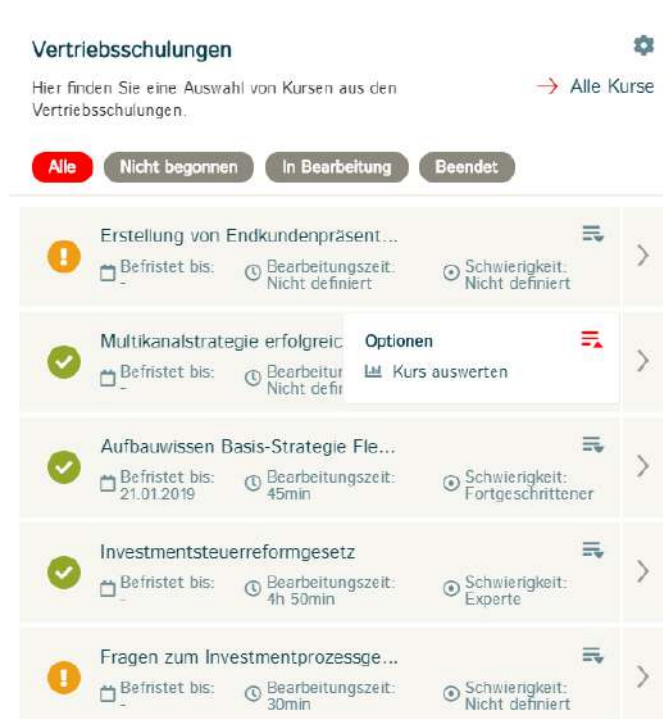 Vertriebsschulungen
Hier finden Sie eine Auswahl von Kursen aus den
Vertriebsschulungen.
→ Alle Kurse
Alle
Nicht begonnen
In Bearbeitung
Beendet
Erstellung von Endkundenpräsent...
Befristet bis:
-
Bearbeitungszeit:
Nicht definiert
Schwierigkeit:
Nicht definiert
Multikanalstrategie erfolgreic
Befristet bis:
-
Bearbeitur
Nicht defir
Optionen
Kurs auswerten
Aufbauwissen Basis-Strategie Fle...
Befristet bis:
21.01.2019
Bearbeitungszeit:
45min
Schwierigkeit:
Fortgeschrittener
Investmentsteuerreformgesetz
Befristet bis:
-
Bearbeitungszeit:
4h 50min
Schwierigkeit:
Experte
Fragen zum Investmentprozessge...
Befristet bis:
-
Bearbeitungszeit:
30min
Schwierigkeit:
Nicht definiert